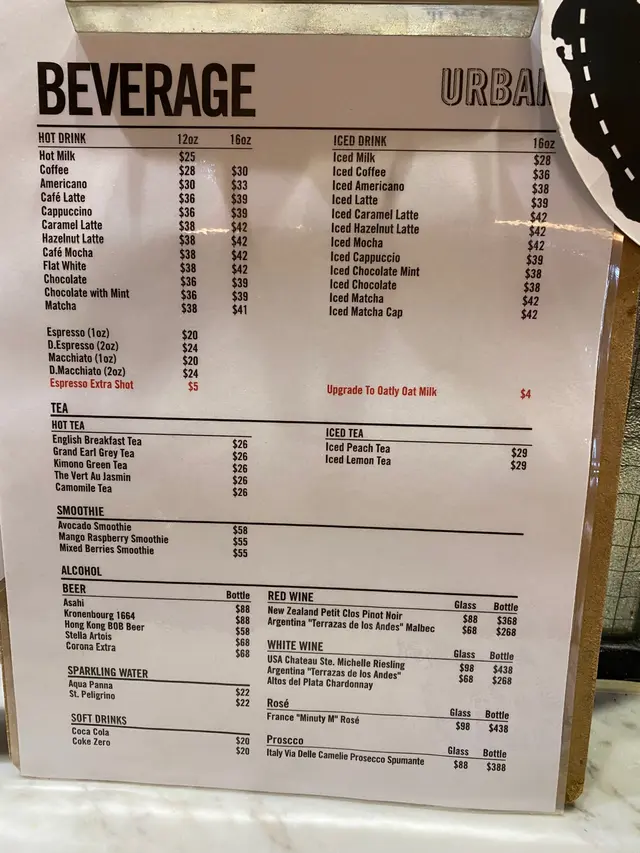 BEVERAGE
URBAN
HOT DRINK 12oz 16oz
Hot Milk $25
Coffee $28 $30
Americano $30 $33
Café Latte $36 $39
Cappuccino $36 $39
Caramel Latte $38 $42
Hazelnut Latte $38 $42
Café Mocha $38 $42
Flat White $38 $42
Chocolate $36 $39
Chocolate with Mint $36 $39
Matcha $38 $41
Espresso (1oz) $20
D.Espresso (2oz) $24
Macchiato (1oz) $20
D.Macchiato (2oz) $24
Espresso Extra Shot $5
ICED DRINK 16oz
Iced Milk $28
Iced Coffee $36
Iced Americano $38
Iced Latte $39
Iced Caramel Latte $42
Iced Hazelnut Latte $42
Iced Mocha $42
Iced Cappuccino $39
Iced Chocolate Mint $38
Iced Chocolate $38
Iced Matcha $42
Iced Matcha Cap $42
Upgrade To Oatly Oat Milk $4
TEA
HOT TEA
English Breakfast Tea $26
Grand Earl Grey Tea $26
Kimono Green Tea $26
The Vert Au Jasmin $26
Camomile Tea $26
ICED TEA
Iced Peach Tea $29
Iced Lemon Tea $29
SMOOTHIE
Avocado Smoothie $58
Mango Raspberry Smoothie $55
Mixed Berries Smoothie $55
ALCOHOL
BEER Bottle
Asahi $88
Kronenbourg 1664 $88
Hong Kong BOB Beer $58
Stella Artois $68
Corona Extra $68
SPARKLING WATER
Aqua Panna $22
St. Peligrino $22
SOFT DRINKS
Coca Cola $20
Coke Zero $20
RED WINE Glass Bottle
New Zealand Petit Clos Pinot Noir $88 $368
Argentina "Terrazas de los Andes" Malbec $68 $268
WHITE WINE Glass Bottle
USA Chateau Ste. Michelle Riesling $98 $438
Argentina "Terrazas de los Andes" $68 $268
Altos del Plata Chardonnay
Rosé Glass Bottle
France "Minuty M" Rosé $98 $438
Proscco Glass Bottle
Italy Via Delle Camelie Prosecco Spumante $88 $388